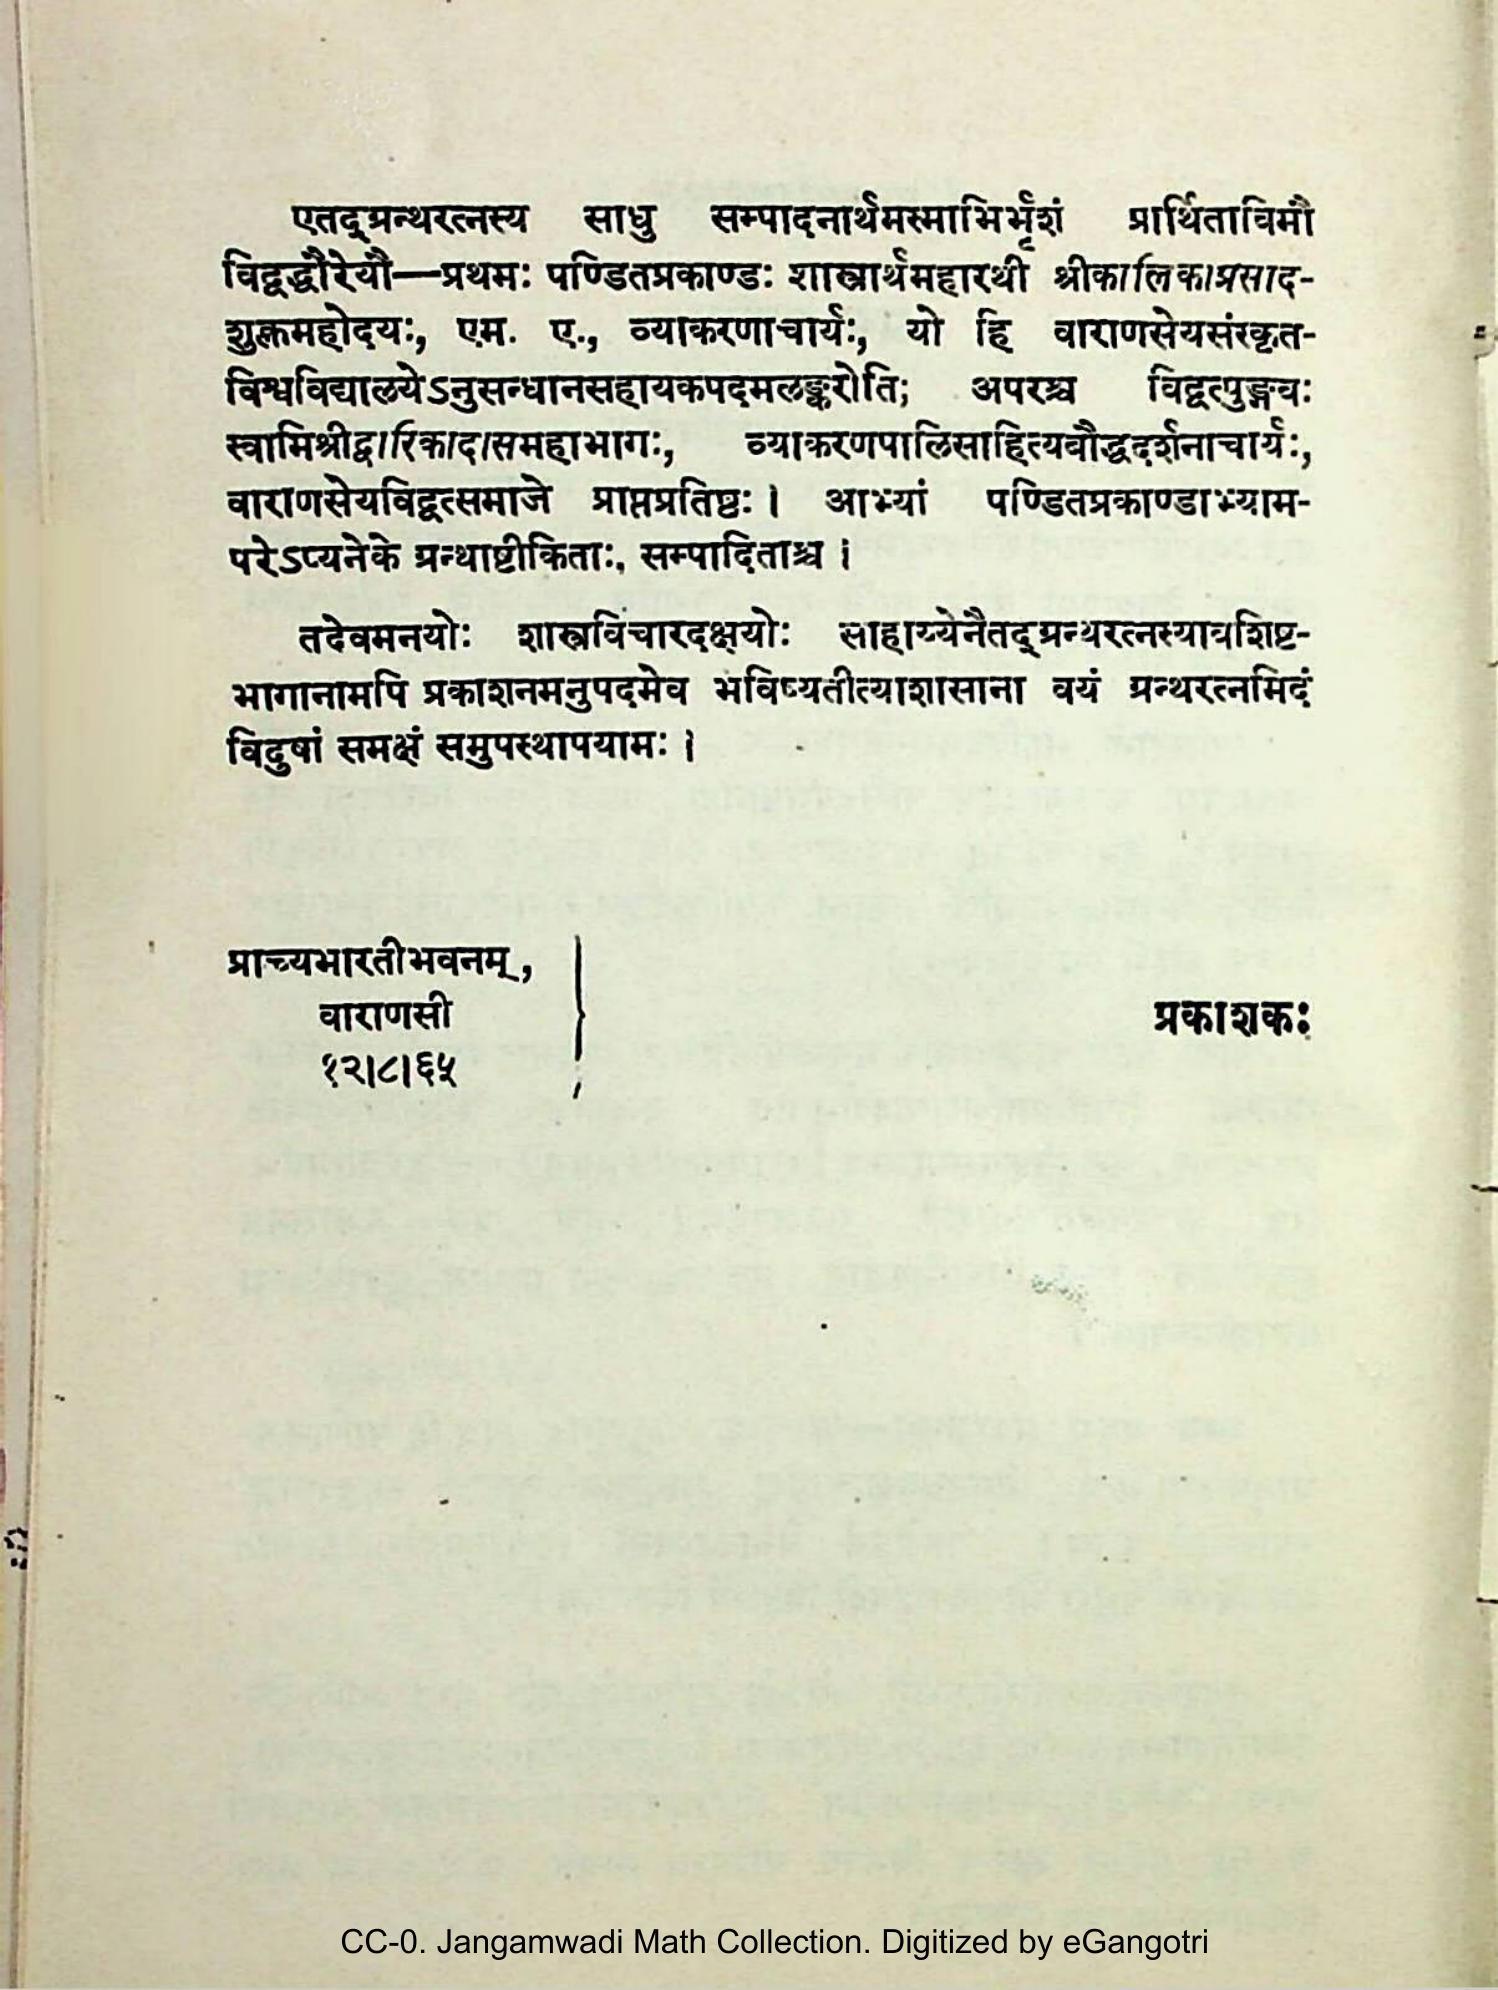 एतद्ग्रन्थरत्नस्य साधु सम्पादनार्थमस्माभिर्भृशं प्रार्थिताविमौ
विद्वद्धौरेयौ—प्रथमः पण्डितप्रकाण्डः शास्त्रार्थमहारथी श्रीकालिकाप्रसाद-
शुक्लमहोदयः, एम. ए., व्याकरणाचार्यः, यो हि वाराणसेयसंस्कृत-
विश्वविद्यालयेऽनुसन्धानसहायकपदमलङ्करोति; अपरश्च विद्वत्पुङ्गवः
स्वामिश्रीद्वारिकादासमहाभागः, व्याकरणपालिसाहित्यबौद्धदर्शनाचार्यः,
वाराणसेयविद्वत्समाजे प्राप्तप्रतिष्ठः । आभ्यां पण्डितप्रकाण्डाभ्याम-
परेऽप्यनेके ग्रन्थाष्टीकिताः, सम्पादिताश्च ।
तदेवमनयोः शास्त्रविचारदक्षयोः साहाय्येनैतद्ग्रन्थरत्नस्यावशिष्ट-
भागानामपि प्रकाशनमनुपदमेव भविष्यतीत्याशासाना वयं ग्रन्थरत्नमिदं
विदुषां समक्षं समुपस्थापयामः ।
प्राच्यभारतीभवनम्,
वाराणसी
१२।८।६५
प्रकाशकः
CC-0. Jangamwadi Math Collection. Digitized by eGangotri